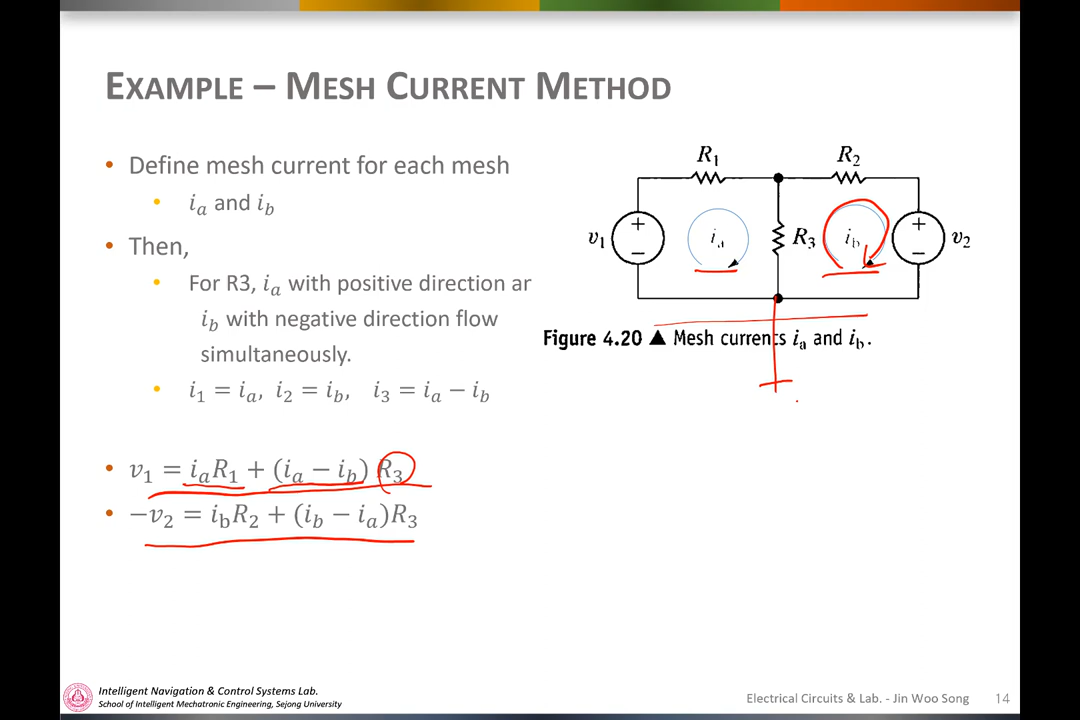 EXAMPLE – MESH CURRENT METHOD
• Define mesh current for each mesh
• i_a and i_b
• Then,
• For R3, i_a with positive direction ar
i_b with negative direction flow
simultaneously.
• i_1 = i_a, i_2 = i_b, i_3 = i_a − i_b
• v_1 = i_a R_1 + (i_a − i_b) R_3
• −v_2 = i_b R_2 + (i_b − i_a)R_3
R_1
R_2
v_1
+
−
i_a
R_3
i_b
+
−
v_2
Figure 4.20 ▲ Mesh currents i_a and i_b.
Intelligent Navigation & Control Systems Lab.
School of Intelligent Mechatronic Engineering, Sejong University
Electrical Circuits & Lab. - Jin Woo Song
14